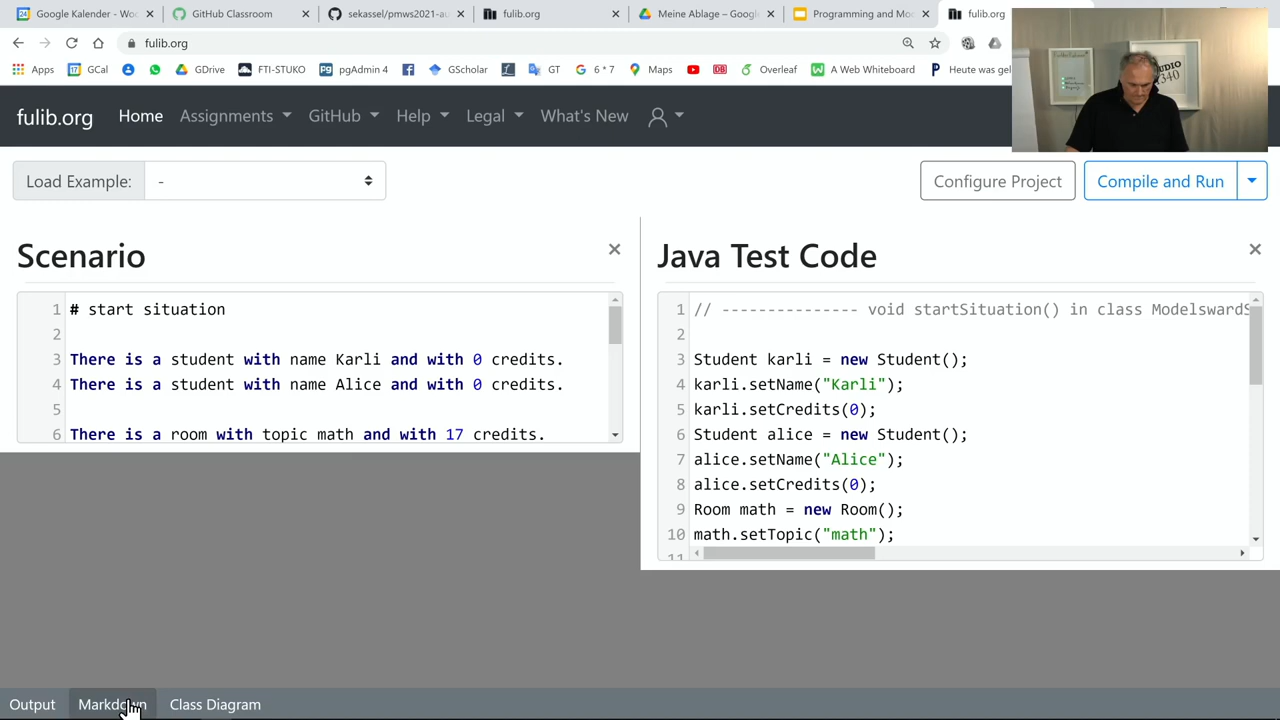 Google Kalender - Woc
GitHub Classroom
sekassel/pmws2021-au
fulib.org
Meine Ablage – Google
Programming and Mod
fulib.org
fulib.org
Apps
GCal
GDrive
FTI-STUKO
pgAdmin 4
GScholar
GT
6 * 7
Maps
Overleaf
A Web Whiteboard
Heute was gel
fulib.org
Home
Assignments
GitHub
Help
Legal
What's New
Load Example:
-
Configure Project
Compile and Run
Scenario
1 # start situation
2
3 There is a student with name Karli and with 0 credits.
4 There is a student with name Alice and with 0 credits.
5
6 There is a room with topic math and with 17 credits.
Java Test Code
1 // --------------- void startSituation() in class ModelswardS
2
3 Student karli = new Student();
4 karli.setName("Karli");
5 karli.setCredits(0);
6 Student alice = new Student();
7 alice.setName("Alice");
8 alice.setCredits(0);
9 Room math = new Room();
10 math.setTopic("math");
11
Output
Markdown
Class Diagram